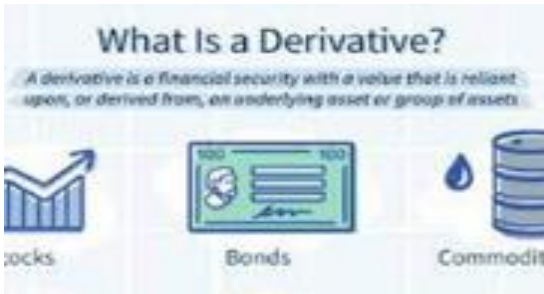 What Is a Derivative?
A derivative is a financial security with a value that is reliant
upon, or derived from, an underlying asset or group of assets
100 100
ocks
Bonds
Commodit